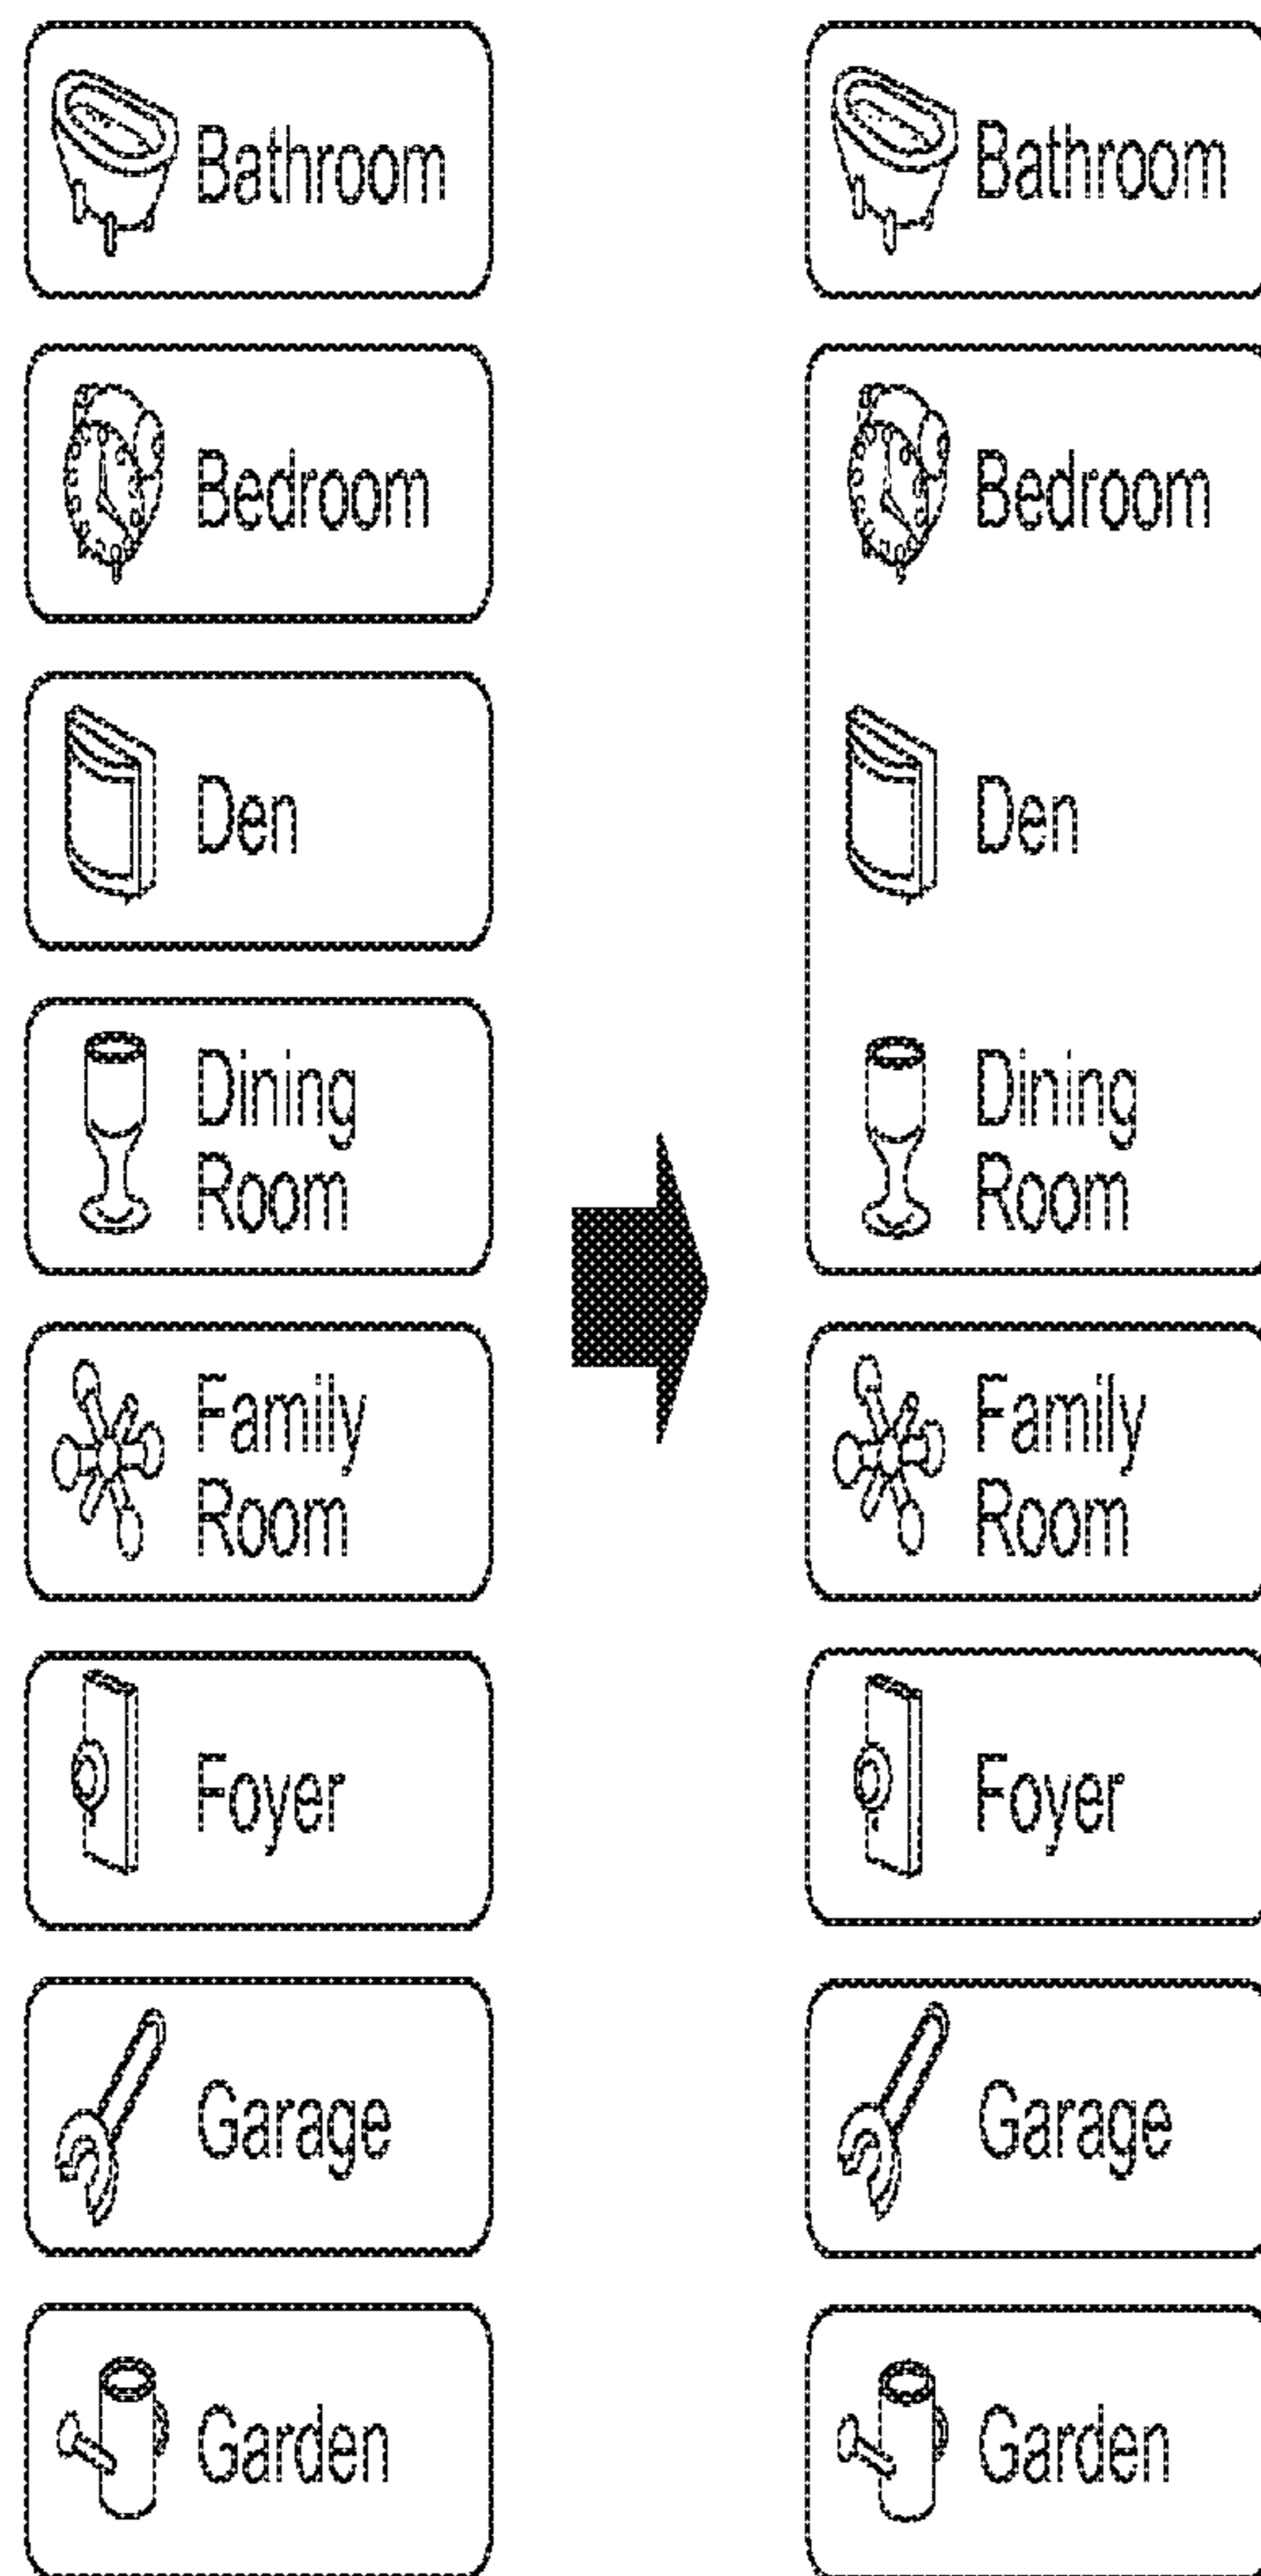 Bathroom
Bedroom
Den
Dining
Room
Family
Room
Foyer
Garage
Garden
Bathroom
Bedroom
Den
Dining
Room
Family
Room
Foyer
Garage
Garden